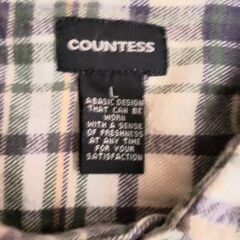 COUNTESS
L
A BASIC DESIGN
THAT CAN BE
WORN
WITH A SENSE
OF FRESHNESS
AT ANY TIME
FOR YOUR
SATISFACTION